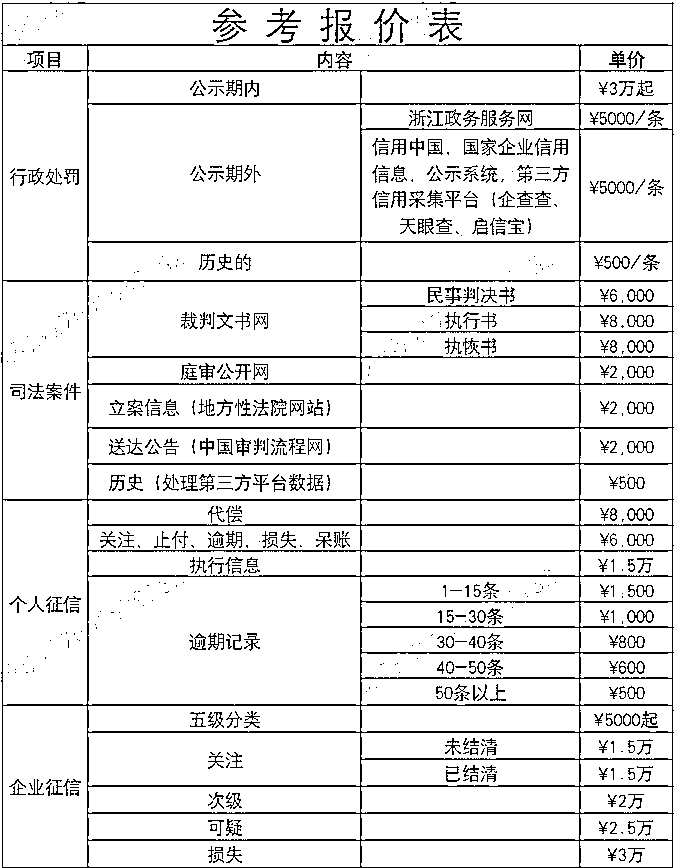 参考报价表
项目 内容 单价
行政处罚
公示期内 ¥3万起
公示期外
浙江政务服务网 ¥5000/条
信用中国、国家企业信用
信息、公示系统，第三方
信用采集平台（企查查、
天眼查、启信宝）
¥5000/条
历史的 ¥500/条
司法案件
裁判文书网
民事判决书 ¥6,000
执行书 ¥8,000
执恢书 ¥8,000
庭审公开网 ¥2,000
立案信息（地方性法院网站） ¥2,000
送达公告（中国审判流程网） ¥2,000
历史（处理第三方平台数据） ¥500
个人征信
代偿 ¥8,000
关注、止付、逾期、损失、呆账 ¥6,000
执行信息 ¥1.5万
逾期记录
1-15条 ¥1,500
15-30条 ¥1,000
30-40条 ¥800
40-50条 ¥600
50条以上 ¥500
企业征信
五级分类 ¥5000起
关注
未结清 ¥1.5万
已结清 ¥1.5万
次级 ¥2万
可疑 ¥2.5万
损失 ¥3万